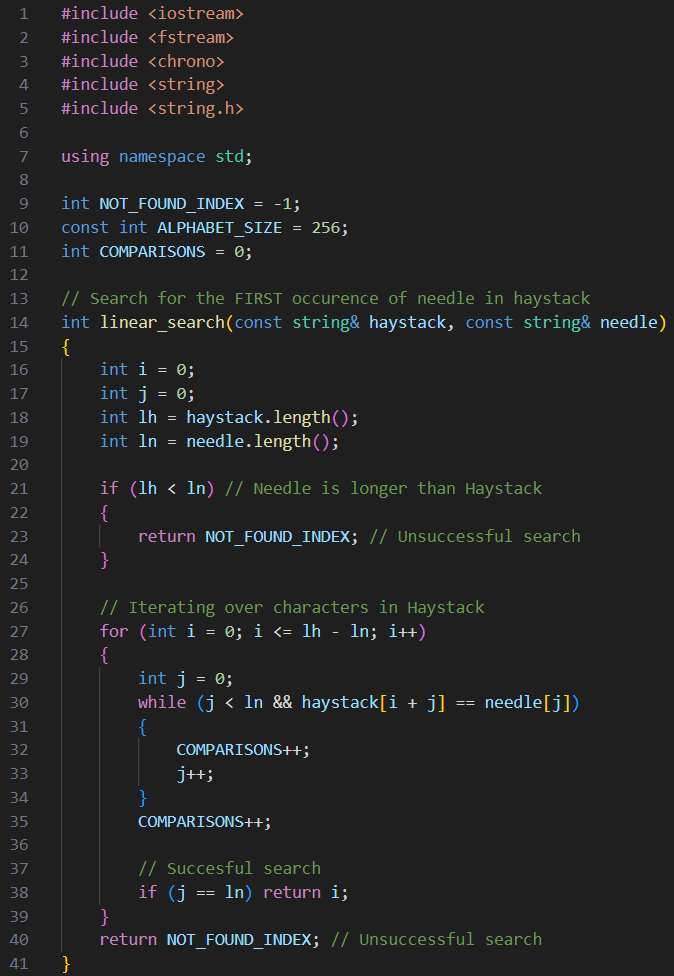 1 #include <iostream>
2 #include <fstream>
3 #include <chrono>
4 #include <string>
5 #include <string.h>
6
7 using namespace std;
8
9 int NOT_FOUND_INDEX = -1;
10 const int ALPHABET_SIZE = 256;
11 int COMPARISONS = 0;
12
13 // Search for the FIRST occurence of needle in haystack
14 int linear_search(const string& haystack, const string& needle)
15 {
16     int i = 0;
17     int j = 0;
18     int lh = haystack.length();
19     int ln = needle.length();
20
21     if (lh < ln) // Needle is longer than Haystack
22     {
23         return NOT_FOUND_INDEX; // Unsuccessful search
24     }
25
26     // Iterating over characters in Haystack
27     for (int i = 0; i <= lh - ln; i++)
28     {
29         int j = 0;
30         while (j < ln && haystack[i + j] == needle[j])
31         {
32             COMPARISONS++;
33             j++;
34         }
35         COMPARISONS++;
36
37         // Succesful search
38         if (j == ln) return i;
39     }
40     return NOT_FOUND_INDEX; // Unsuccessful search
41 }